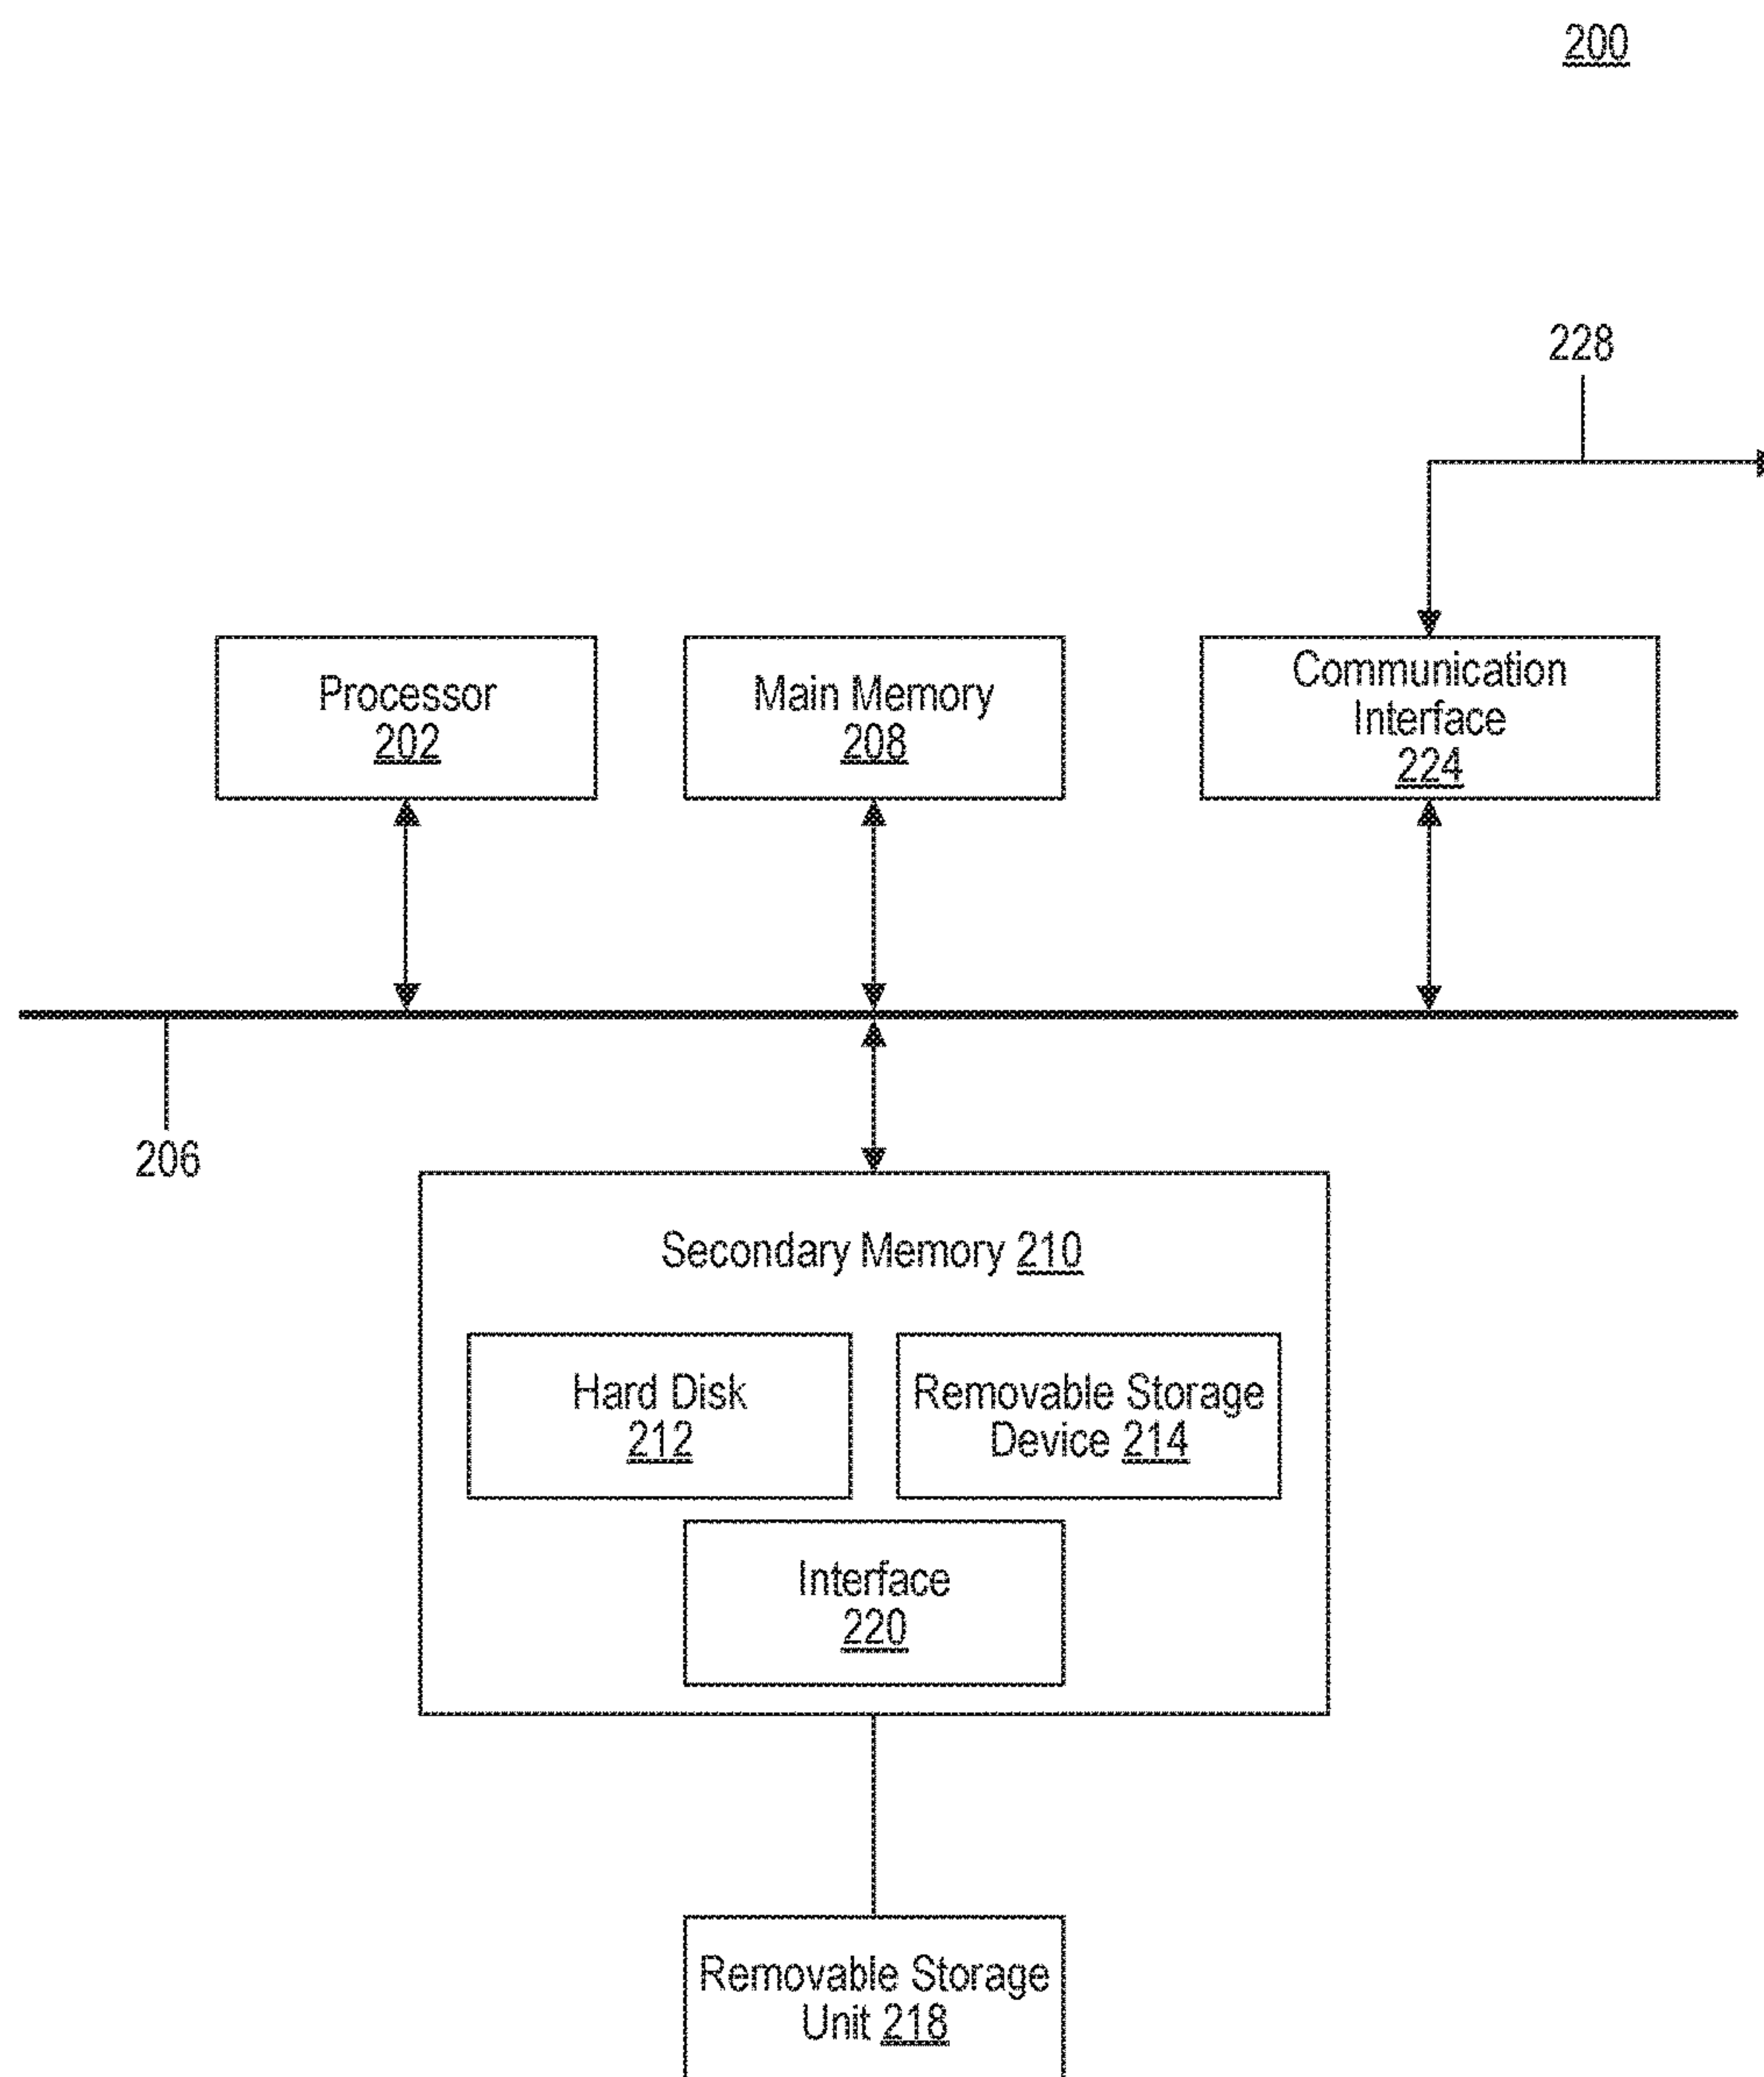 200
228
Processor
202
Main Memory
208
Communication
Interface
224
206
Secondary Memory 210
Hard Disk
212
Removable Storage
Device 214
Interface
220
Removable Storage
Unit 218